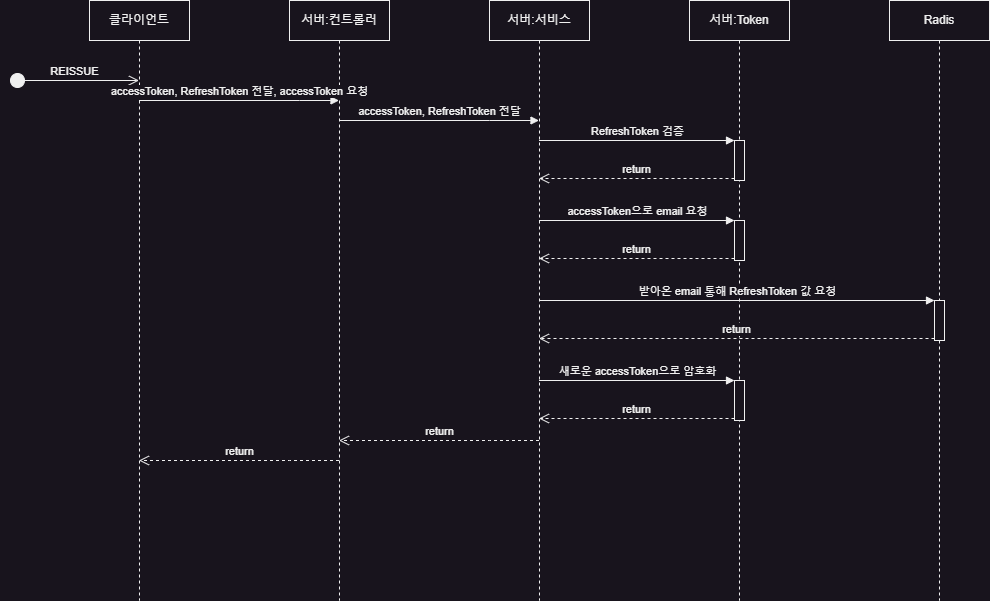 클라이언트
서버:컨트롤러
서버:서비스
서버:Token
Radis
REISSUE
accessToken, RefreshToken 전달, accessToken 요청
accessToken, RefreshToken 전달
RefreshToken 검증
return
accessToken으로 email 요청
return
받아온 email 통해 RefreshToken 값 요청
return
새로운 accessToken으로 암호화
return
return
return